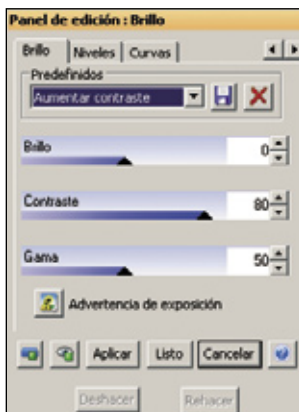 Panel de edición : Brillo
Brillo Niveles Curvas
Predefinidos
Aumentar contraste
Brillo 0
Contraste 80
Gama 50
Advertencia de exposición
Aplicar Listo Cancelar
Deshacer Rehacer